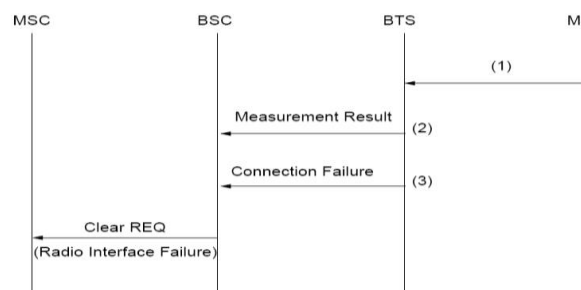 MSC BSC BTS M
(1)
Measurement Result
(2)
Connection Failure
(3)
Clear REQ
(Radio Interface Failure)